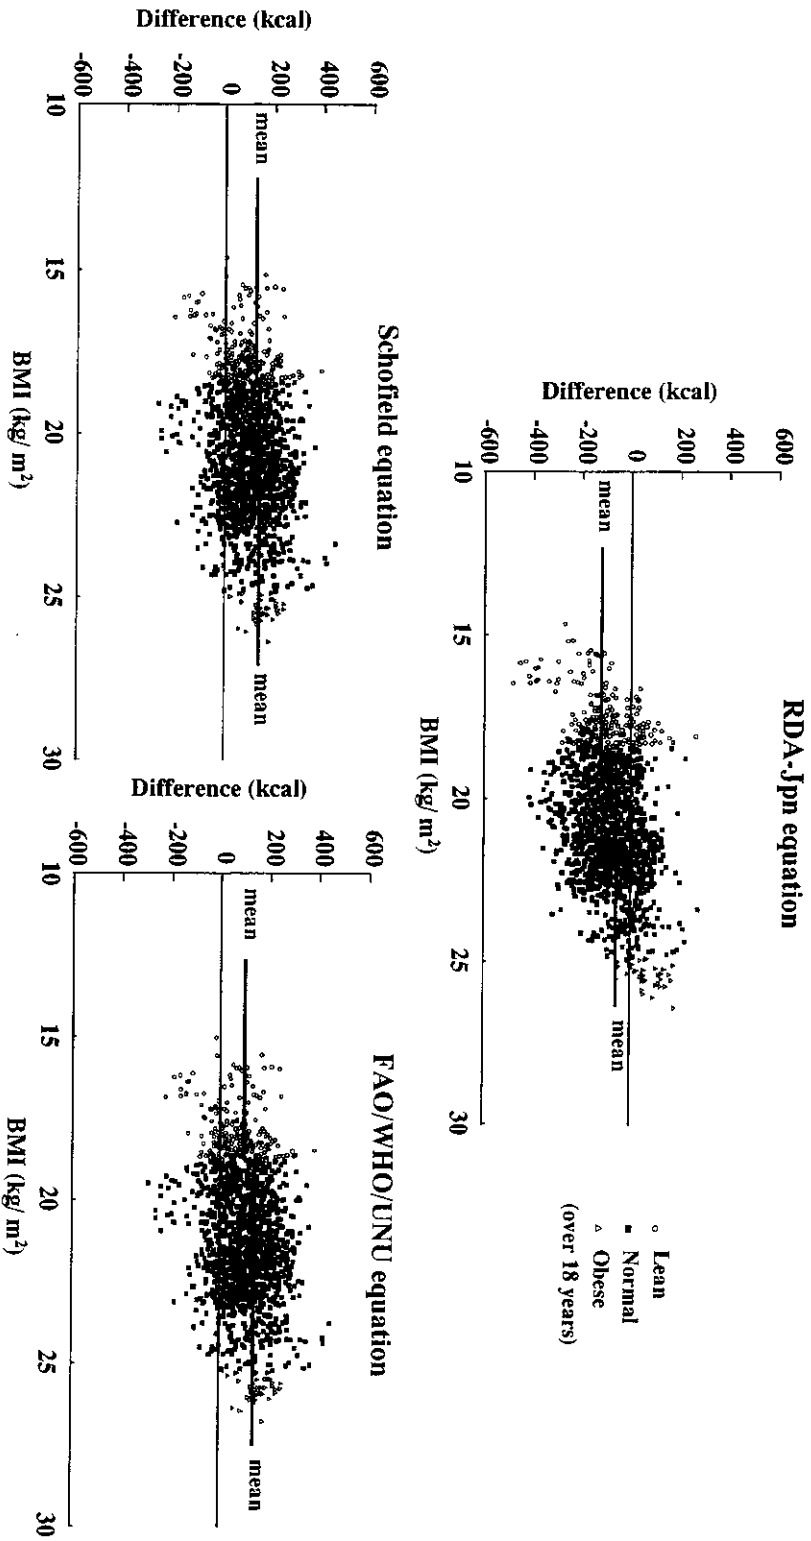 RDA-Jpn equation
Difference (kcal)
600
400
200
0
-200
-400
-600
mean
mean
10
15
20
25
30
BMI (kg/ m²)
○ Lean
■ Normal
△ Obese
(over 18 years)
Schofield equation
Difference (kcal)
600
400
200
0
-200
-400
-600
mean
mean
10
15
20
25
30
BMI (kg/ m²)
FAO/WHO/UNU equation
Difference (kcal)
600
400
200
0
-200
-400
-600
mean
mean
10
15
20
25
30
BMI (kg/ m²)